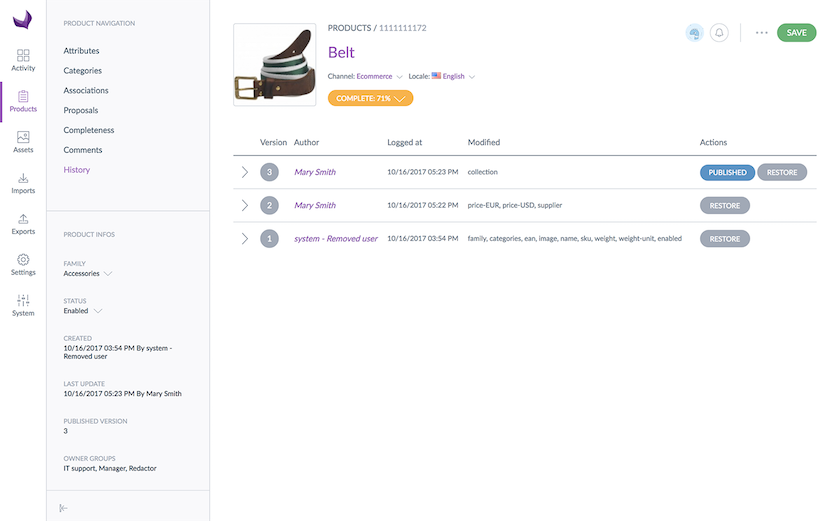 Activity
Products
Assets
Imports
Exports
Settings
System
PRODUCT NAVIGATION
Attributes
Categories
Associations
Proposals
Completeness
Comments
History
PRODUCT INFOS
FAMILY
Accessories
STATUS
Enabled
CREATED
10/16/2017 03:54 PM By system -
Removed user
LAST UPDATE
10/16/2017 05:23 PM By Mary Smith
PUBLISHED VERSION
3
OWNER GROUPS
IT support, Manager, Redactor
PRODUCTS / 1111111172
SAVE
Belt
Channel: Ecommerce Locale: English
COMPLETE: 71%
Version Author Logged at Modified Actions
3 Mary Smith 10/16/2017 05:23 PM collection PUBLISHED RESTORE
2 Mary Smith 10/16/2017 05:22 PM price-EUR, price-USD, supplier RESTORE
1 system - Removed user 10/16/2017 03:54 PM family, categories, ean, image, name, sku, weight, weight-unit, enabled RESTORE